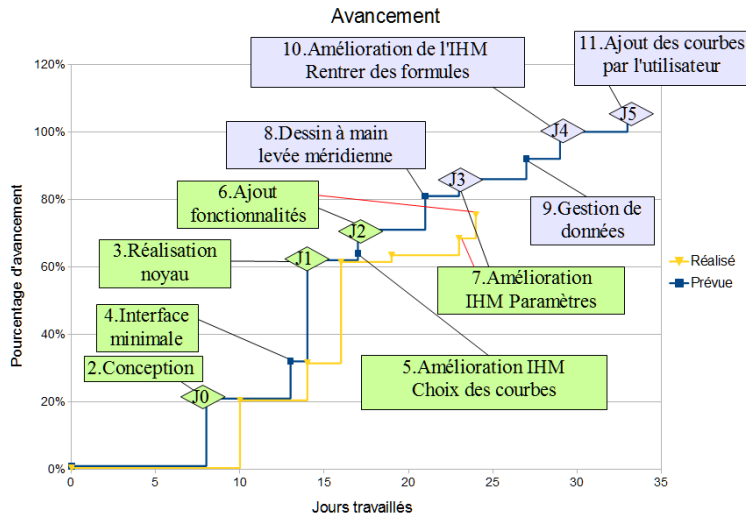 Avancement
10.Amélioration de l'IHM
Rentrer des formules
11.Ajout des courbes
par l'utilisateur
120%
100%
80%
60%
40%
20%
0%
J5
J4
8.Dessin à main
levée méridienne
J3
6.Ajout
fonctionnalités
J2
9.Gestion de
données
3.Réalisation
noyau
J1
7.Amélioration
IHM Paramètres
Réalisé
Prévue
4.Interface
minimale
5.Amélioration IHM
Choix des courbes
2.Conception
J0
Pourcentage d'avancement
0
5
10
15
20
25
30
35
Jours travaillés